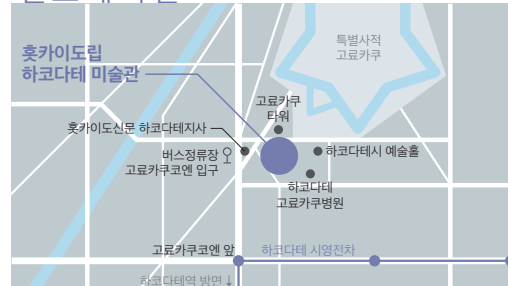 특별사적
고료카쿠
홋카이도립
하코다테 미술관
고료카쿠
타워
홋카이도신문 하코다테지사
버스정류장
고료카쿠코엔 입구
하코다테시 예술홀
하코다테
고료카쿠병원
고료카쿠코엔 앞
하코다테 시영전차
하코다테역 방면↓